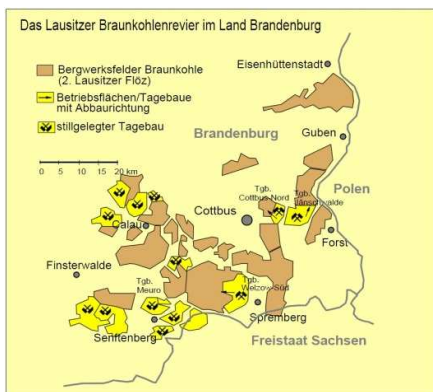 Das Lausitzer Braunkohlenrevier im Land Brandenburg
Bergwerksfelder Braunkohle
(2. Lausitzer Flöz)
Betriebsflächen/Tagebaue
mit Abbaurichtung
stillgelegter Tagebau
0 5 10 15 20 km
Eisenhüttenstadt
Brandenburg
Guben
Tgb.
Cottbus-Nord
Tgb.
Jänschwalde
Polen
Cottbus
Calau
Forst
Finsterwalde
Tgb.
Meuro
Tgb.
Welzow-Süd
Spremberg
Senftenberg
Freistaat Sachsen